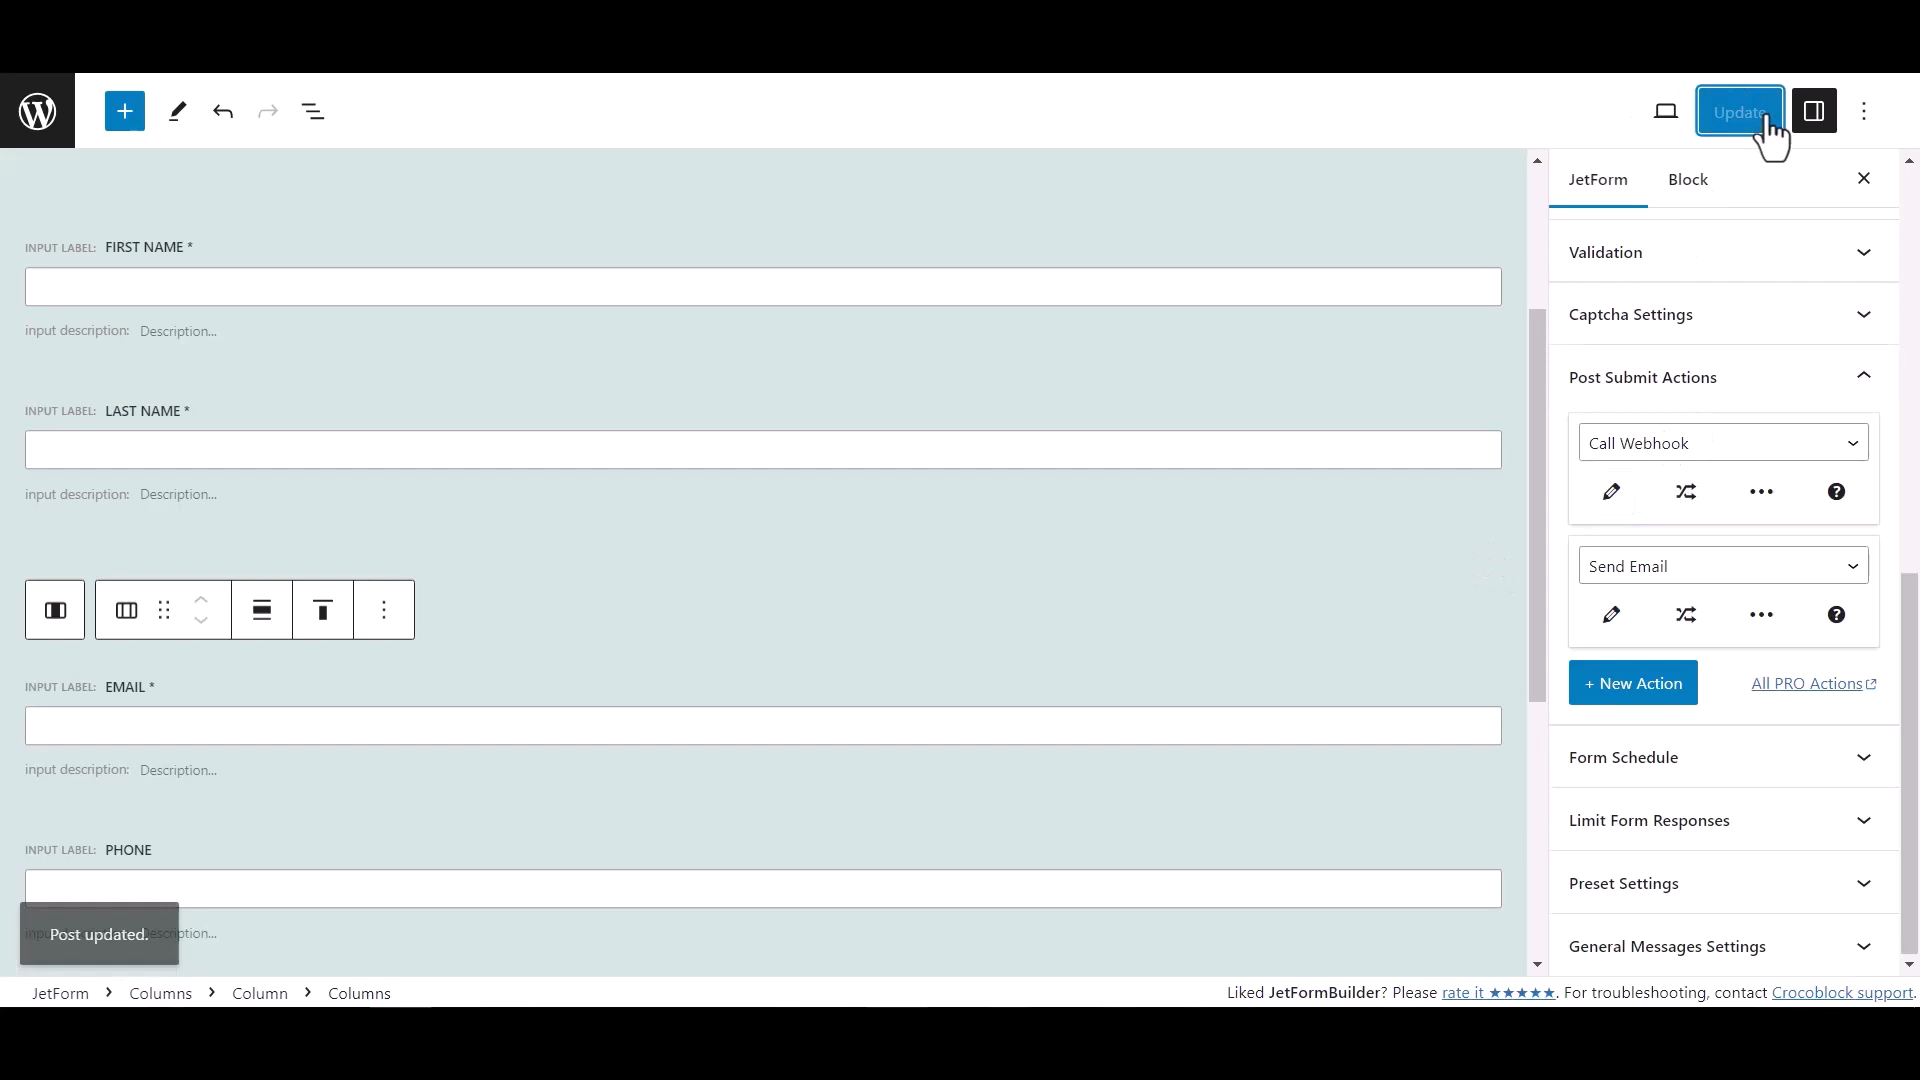 Update
JetForm Block
INPUT LABEL: FIRST NAME *
input description: Description...
INPUT LABEL: LAST NAME *
input description: Description...
INPUT LABEL: EMAIL *
input description: Description...
INPUT LABEL: PHONE
Post updated.
Validation
Captcha Settings
Post Submit Actions
Call Webhook
Send Email
+ New Action All PRO Actions
Form Schedule
Limit Form Responses
Preset Settings
General Messages Settings
JetForm > Columns > Column > Columns
Liked JetFormBuilder? Please rate it ★★★★★. For troubleshooting, contact Crocoblock support.